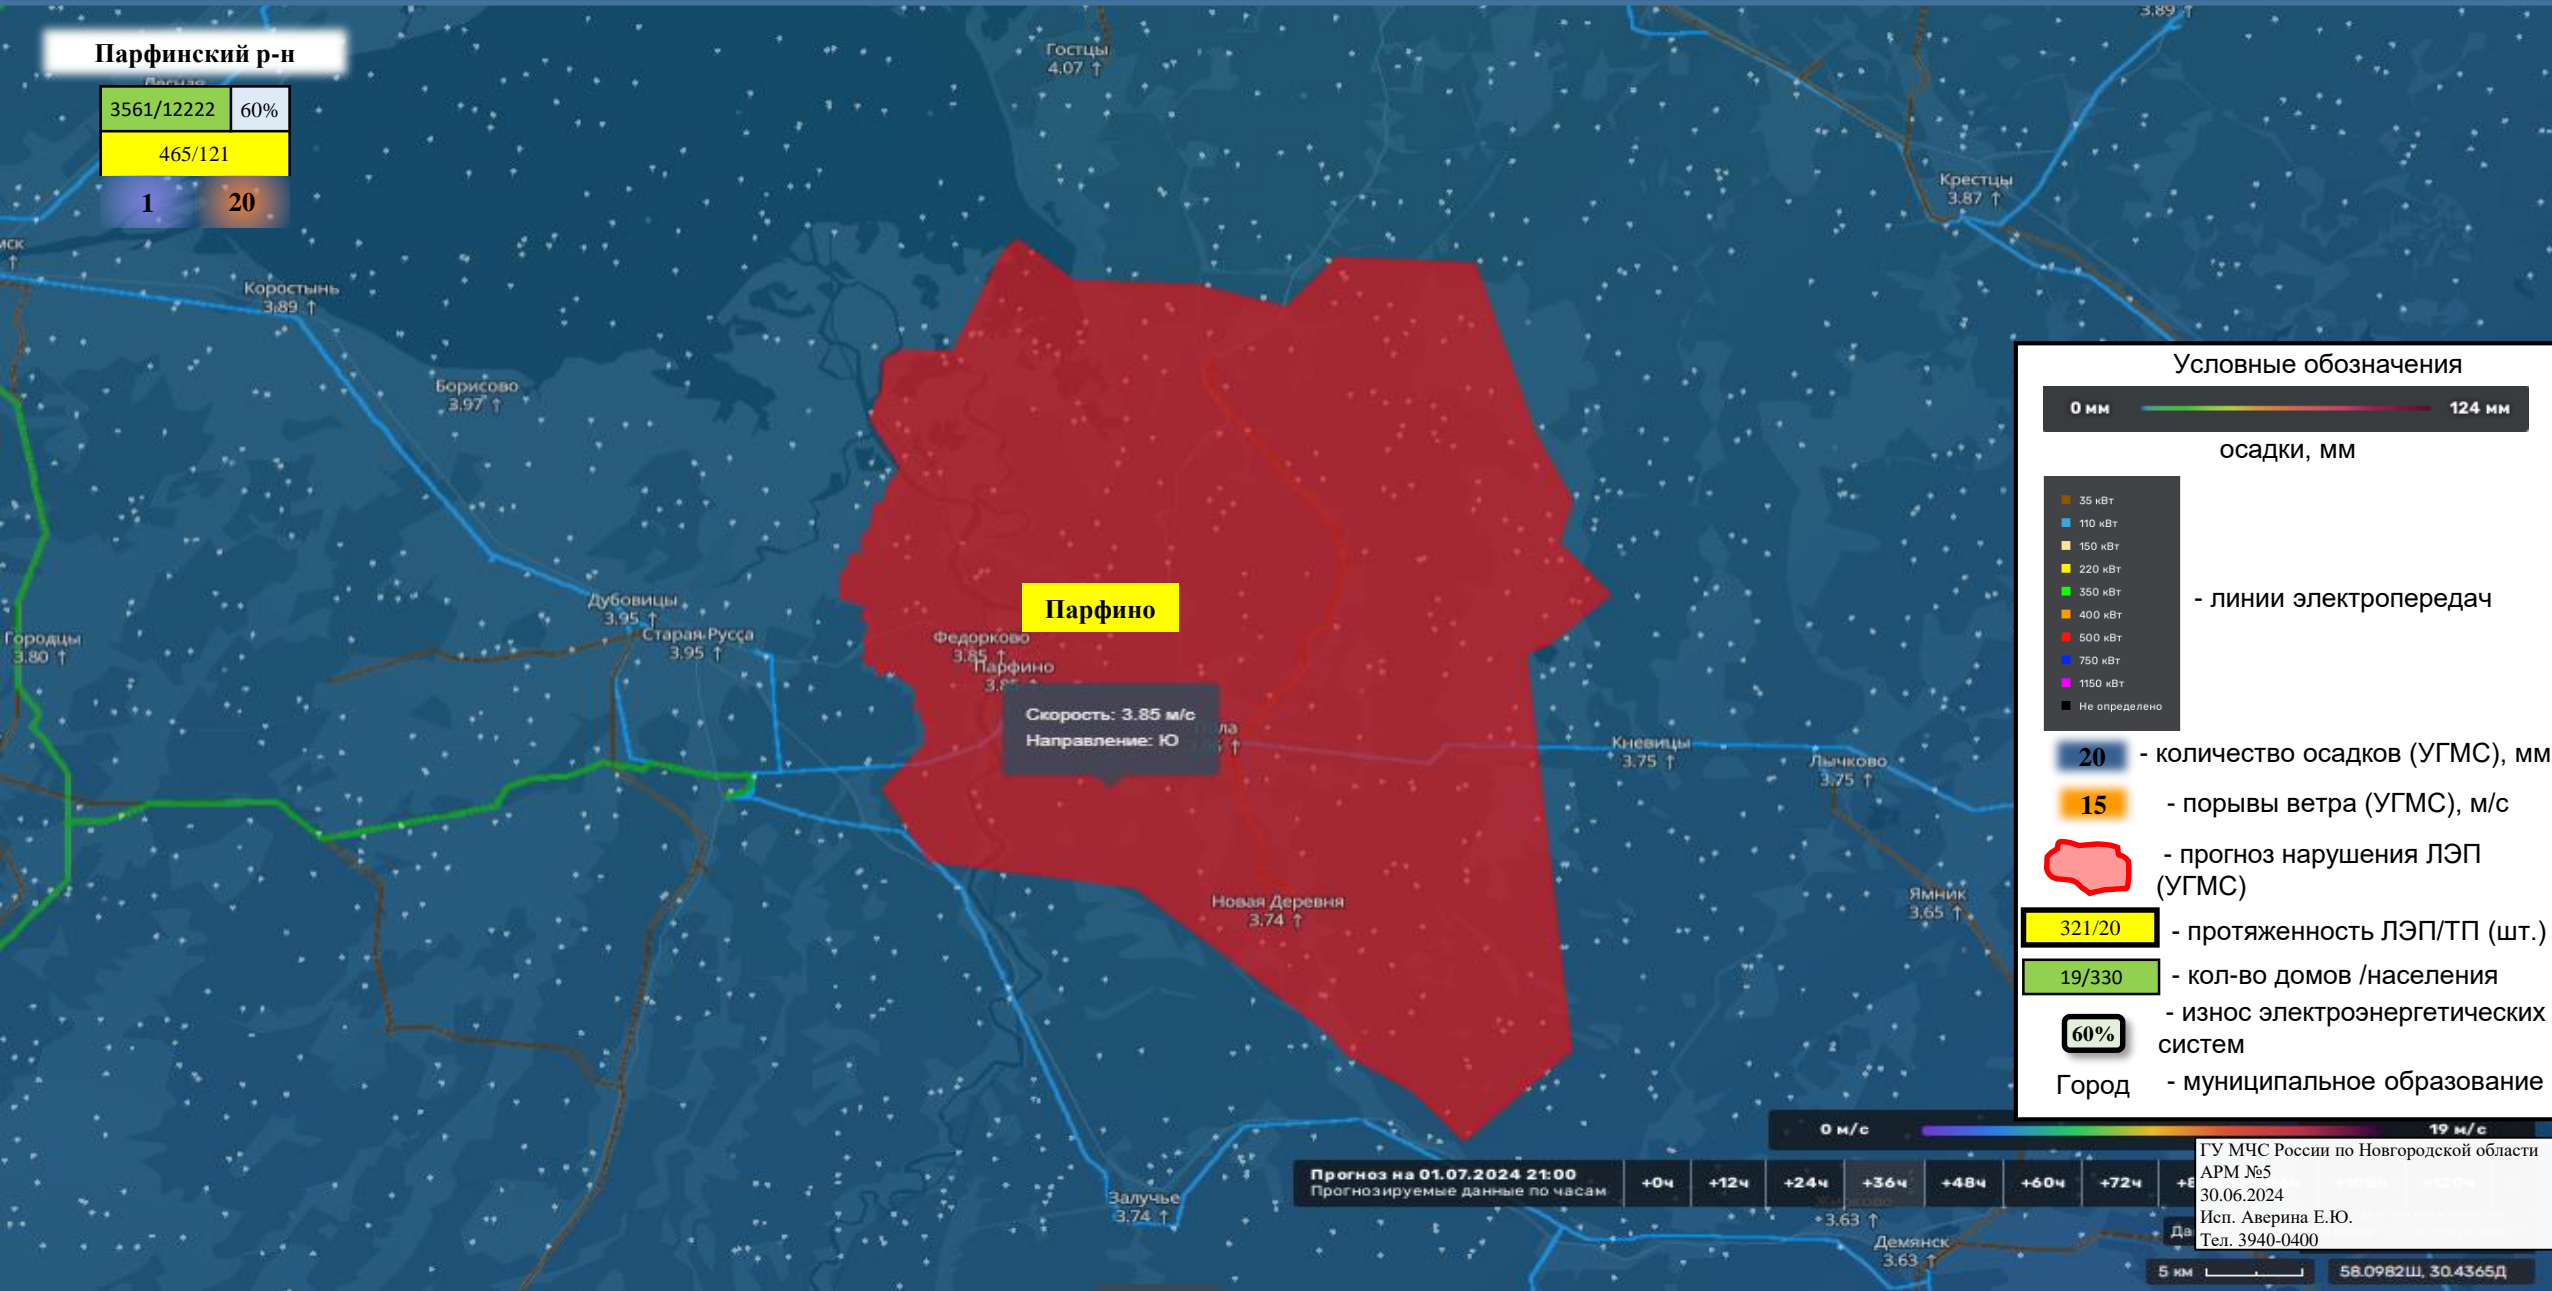 3.89 ↑
Парфинский р-н
Гостцы
4.07 ↑
Лесная
3561/12222 60%
465/121
1 20
Крестцы
3.87 ↑
Коростынь
3.89 ↑
Борисово
3.97 ↑
Условные обозначения
0 мм 124 мм
осадки, мм
35 кВт
110 кВт
150 кВт
220 кВт
350 кВт
400 кВт
500 кВт
750 кВт
1150 кВт
Не определено
- линии электропередач
20 - количество осадков (УГМС), мм
15 - порывы ветра (УГМС), м/с
- прогноз нарушения ЛЭП
(УГМС)
321/20 - протяженность ЛЭП/ТП (шт.)
19/330 - кол-во домов /населения
60% - износ электроэнергетических
систем
Город - муниципальное образование
Дубовицы
3.95 ↑
Старая Русса
3.95 ↑
Городцы
3.80 ↑
Парфино
Федорково
3.85 ↑
Парфино
Скорость: 3.85 м/с
Направление: Ю
Кневицы
3.75 ↑
Лычково
3.75 ↑
Новая Деревня
3.74 ↑
Ямник
3.65 ↑
0 м/с 19 м/с
Прогноз на 01.07.2024 21:00
Прогнозируемые данные по часам
+0ч +12ч +24ч +36ч +48ч +60ч +72ч
Залучье
3.74 ↑
3.63 ↑
Демянск
3.63 ↑
ГУ МЧС России по Новгородской области
АРМ №5
30.06.2024
Исп. Аверина Е.Ю.
Тел. 3940-0400
5 км
58.0982Ш, 30.4365Д